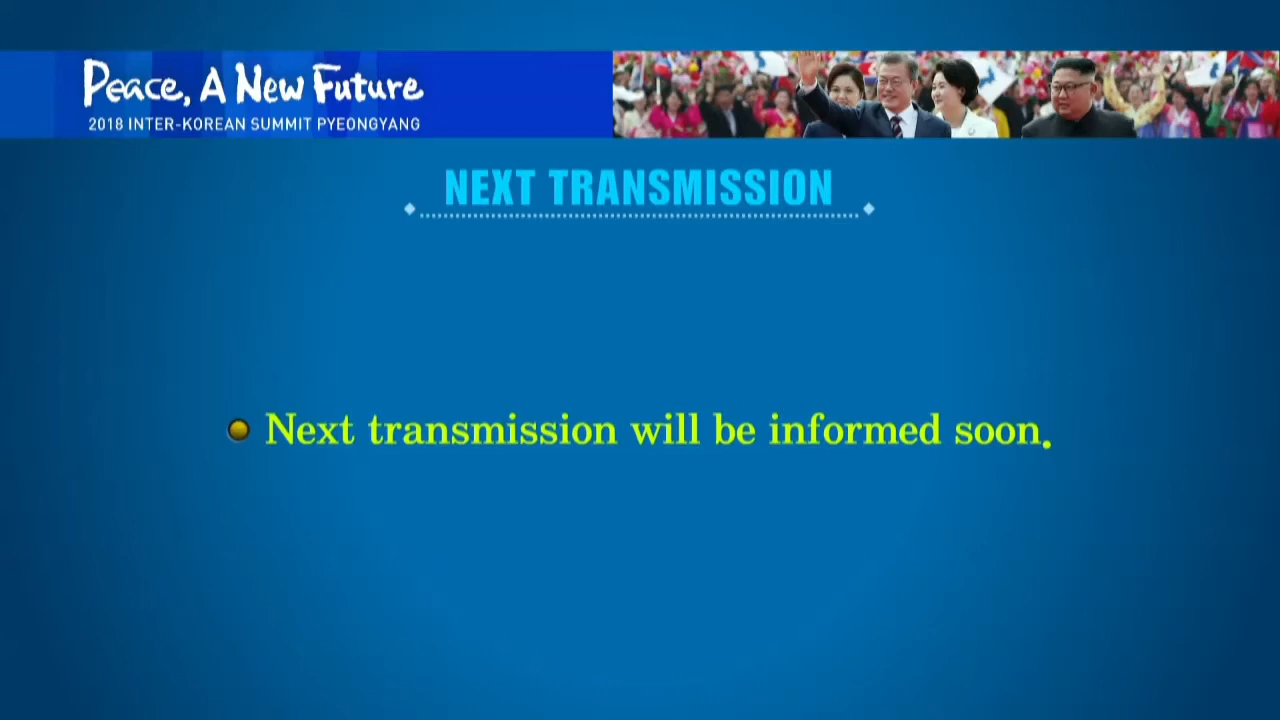 Peace, A New Future
2018 INTER-KOREAN SUMMIT PYEONGYANG
NEXT TRANSMISSION
Next transmission will be informed soon.